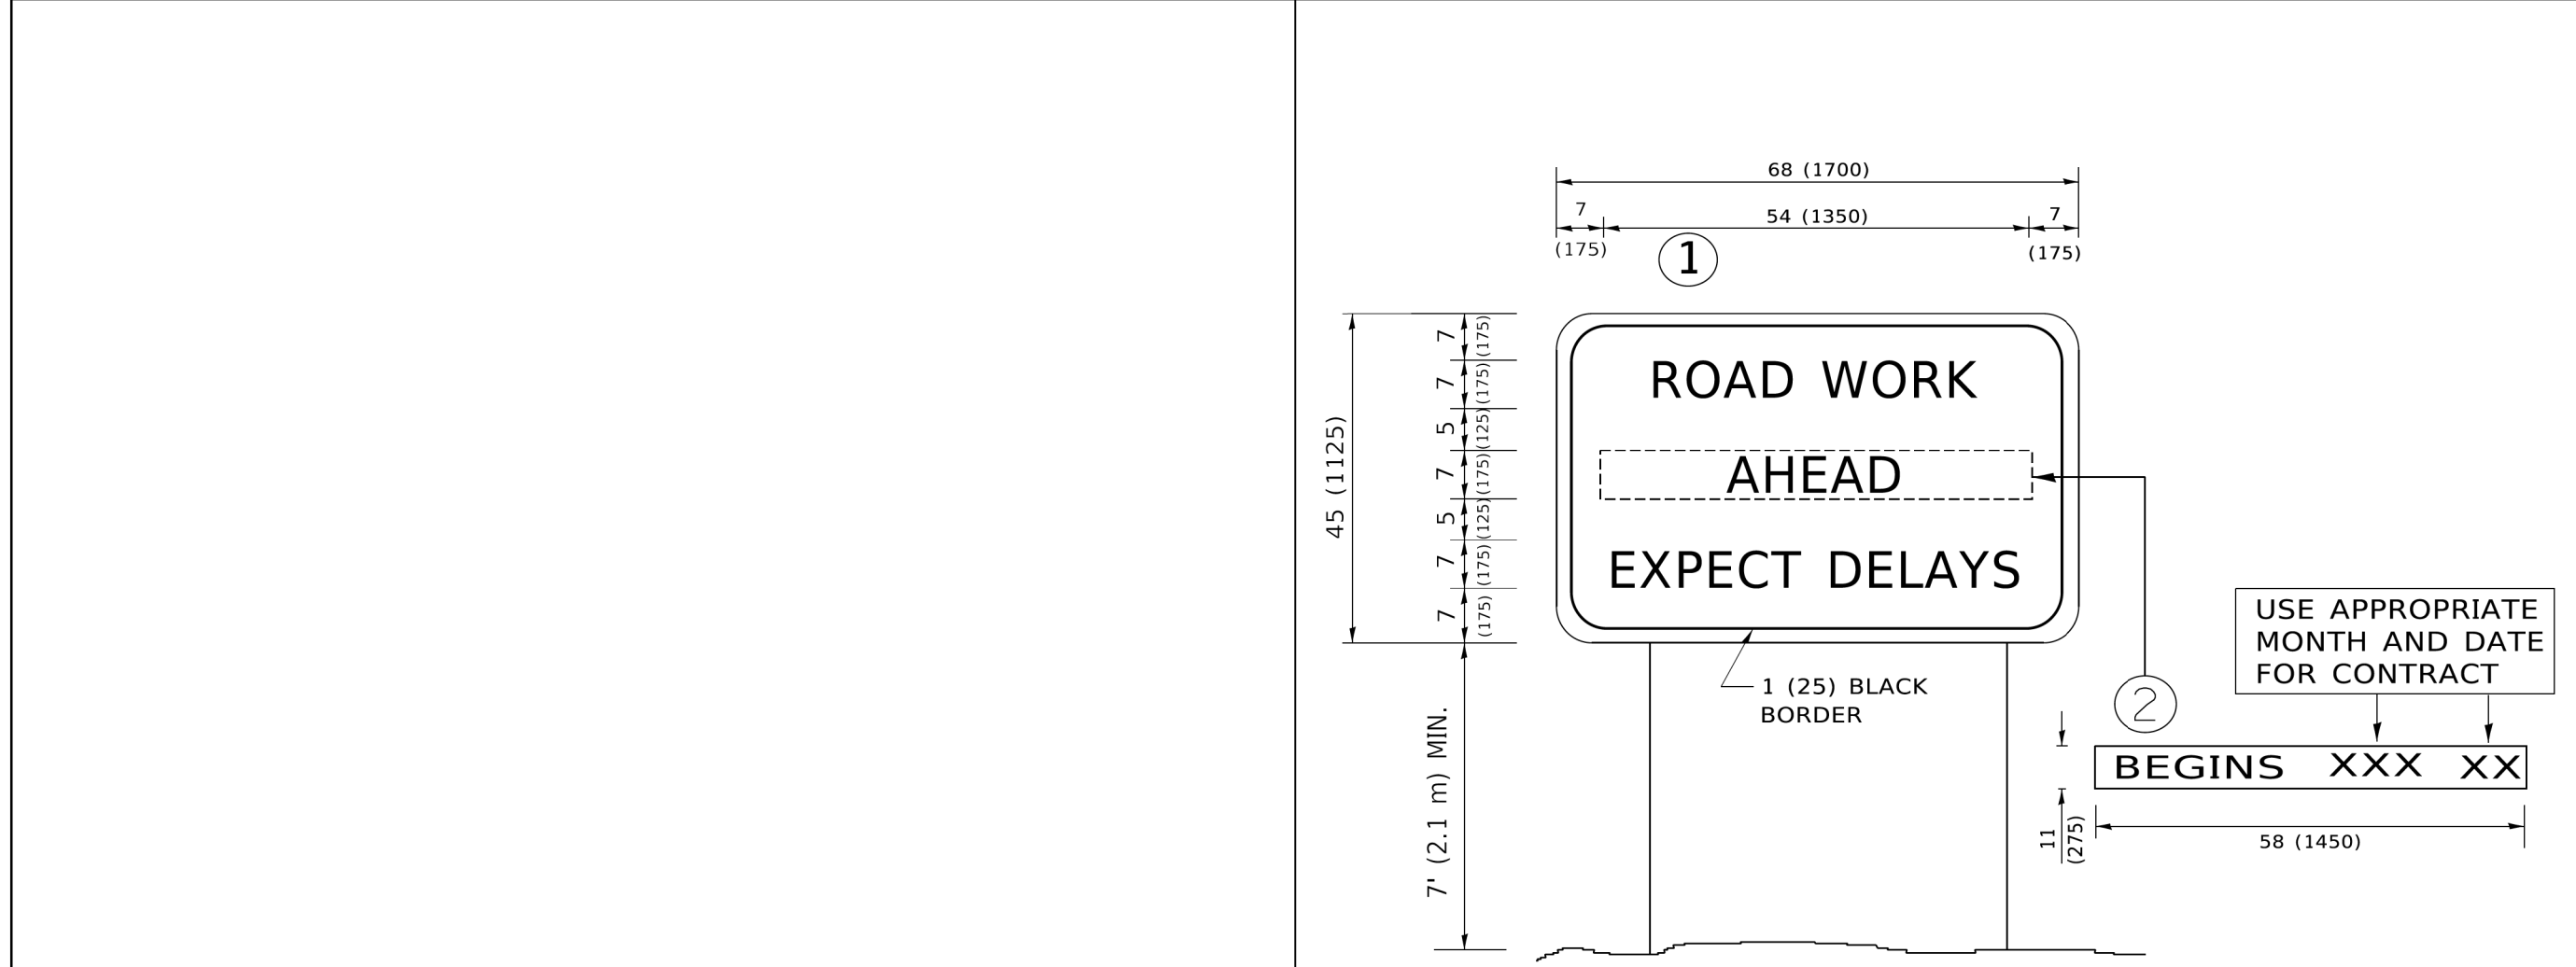 68 (1700)
7
54 (1350)
7
(175)
(175)
1
45 (1125)
7
(175)
7
(175)
5
(125)
7
(175)
5
(125)
7
(175)
7
(175)
ROAD WORK
AHEAD
EXPECT DELAYS
1 (25) BLACK
BORDER
7' (2.1 m) MIN.
USE APPROPRIATE
MONTH AND DATE
FOR CONTRACT
2
BEGINS XXX XX
11
(275)
58 (1450)